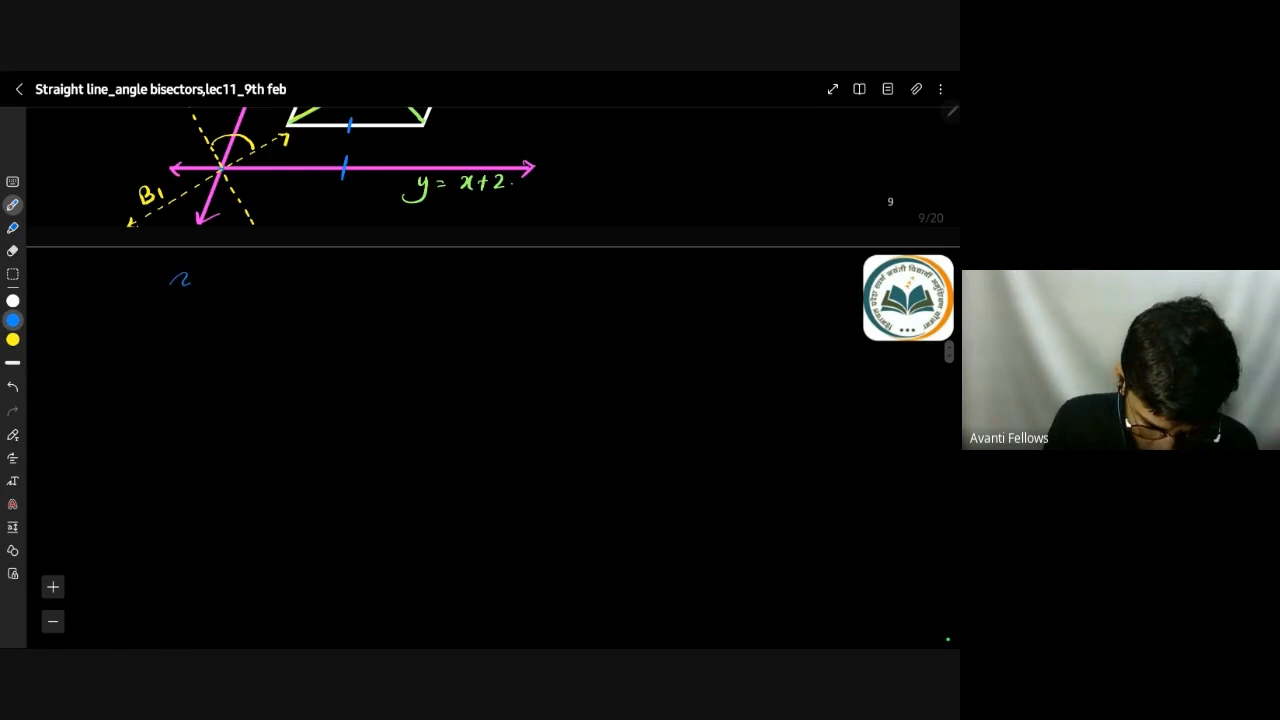 Straight line_angle bisectors,lec11_9th feb
B1
y = x+2.
9
9/20
Avanti Fellows